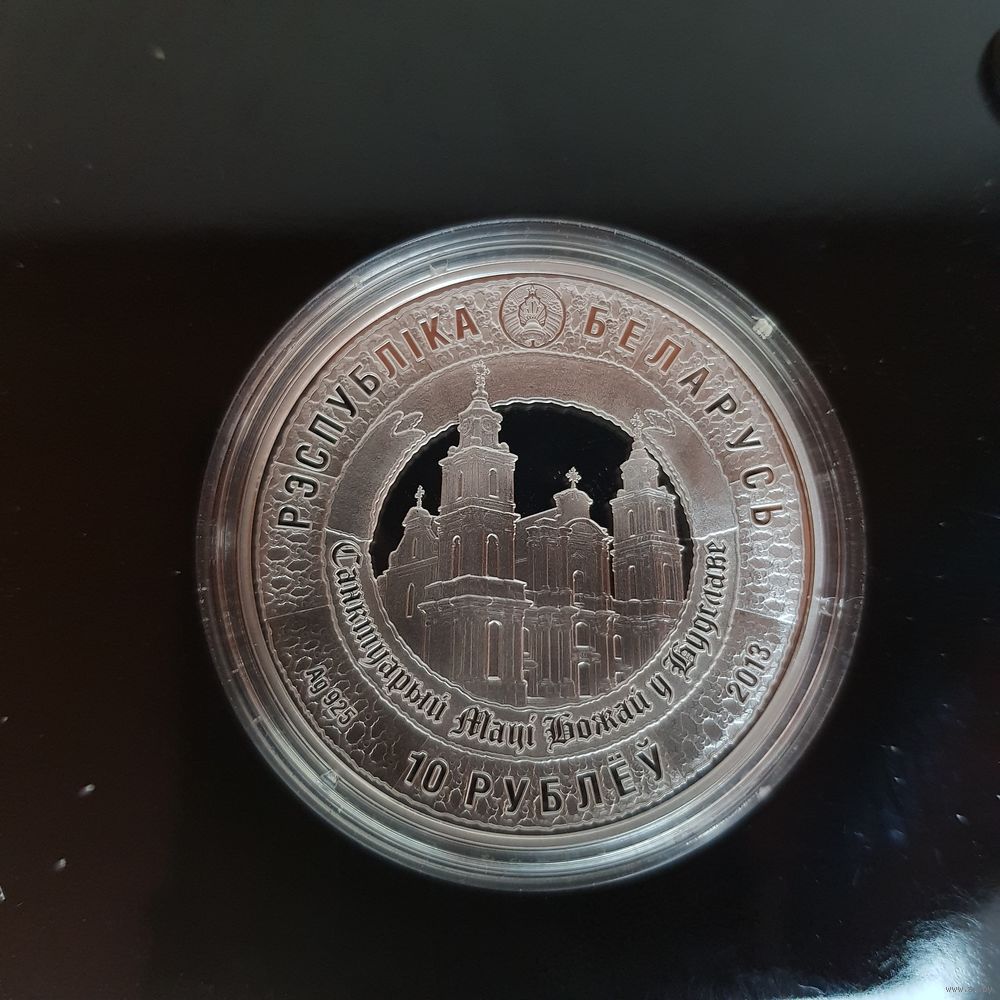 РЭСПУБЛІКА БЕЛАРУСЬ
Санктуарый Маці Божай у Будславе
Ag 925
2013
10 РУБЛЁЎ